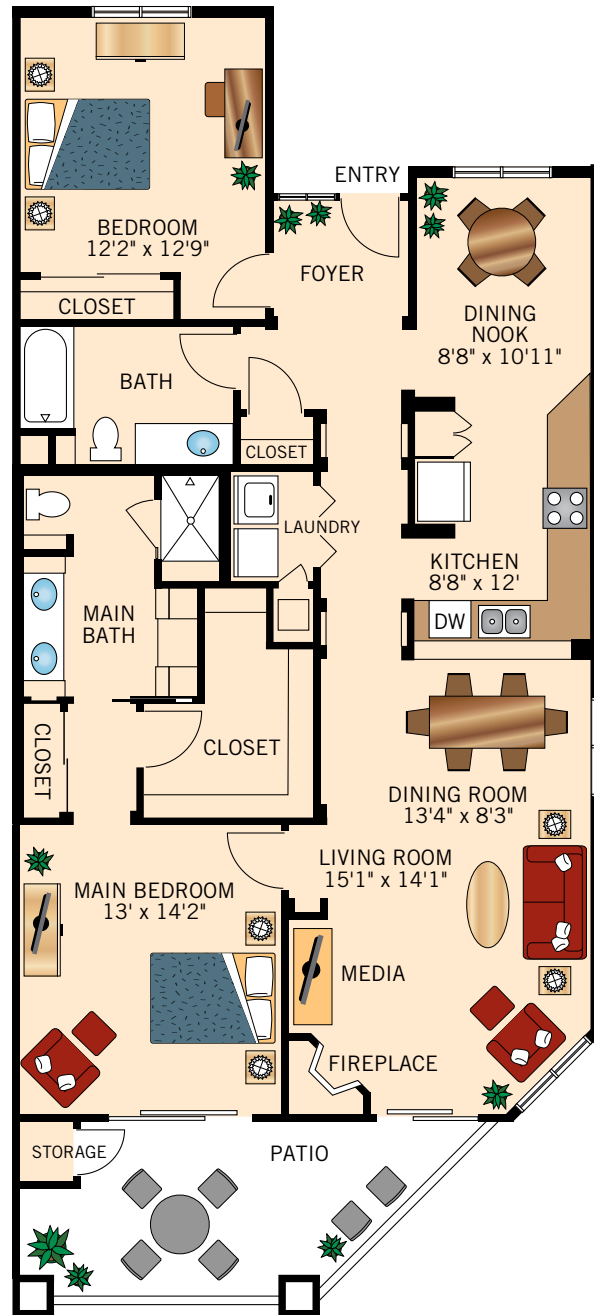 ENTRY
BEDROOM
12'2" x 12'9"
FOYER
CLOSET
DINING
NOOK
8'8" x 10'11"
BATH
CLOSET
LAUNDRY
KITCHEN
8'8" x 12'
DW
MAIN
BATH
CLOSET
CLOSET
DINING ROOM
13'4" x 8'3"
LIVING ROOM
15'1" x 14'1"
MAIN BEDROOM
13' x 14'2"
MEDIA
FIREPLACE
STORAGE
PATIO